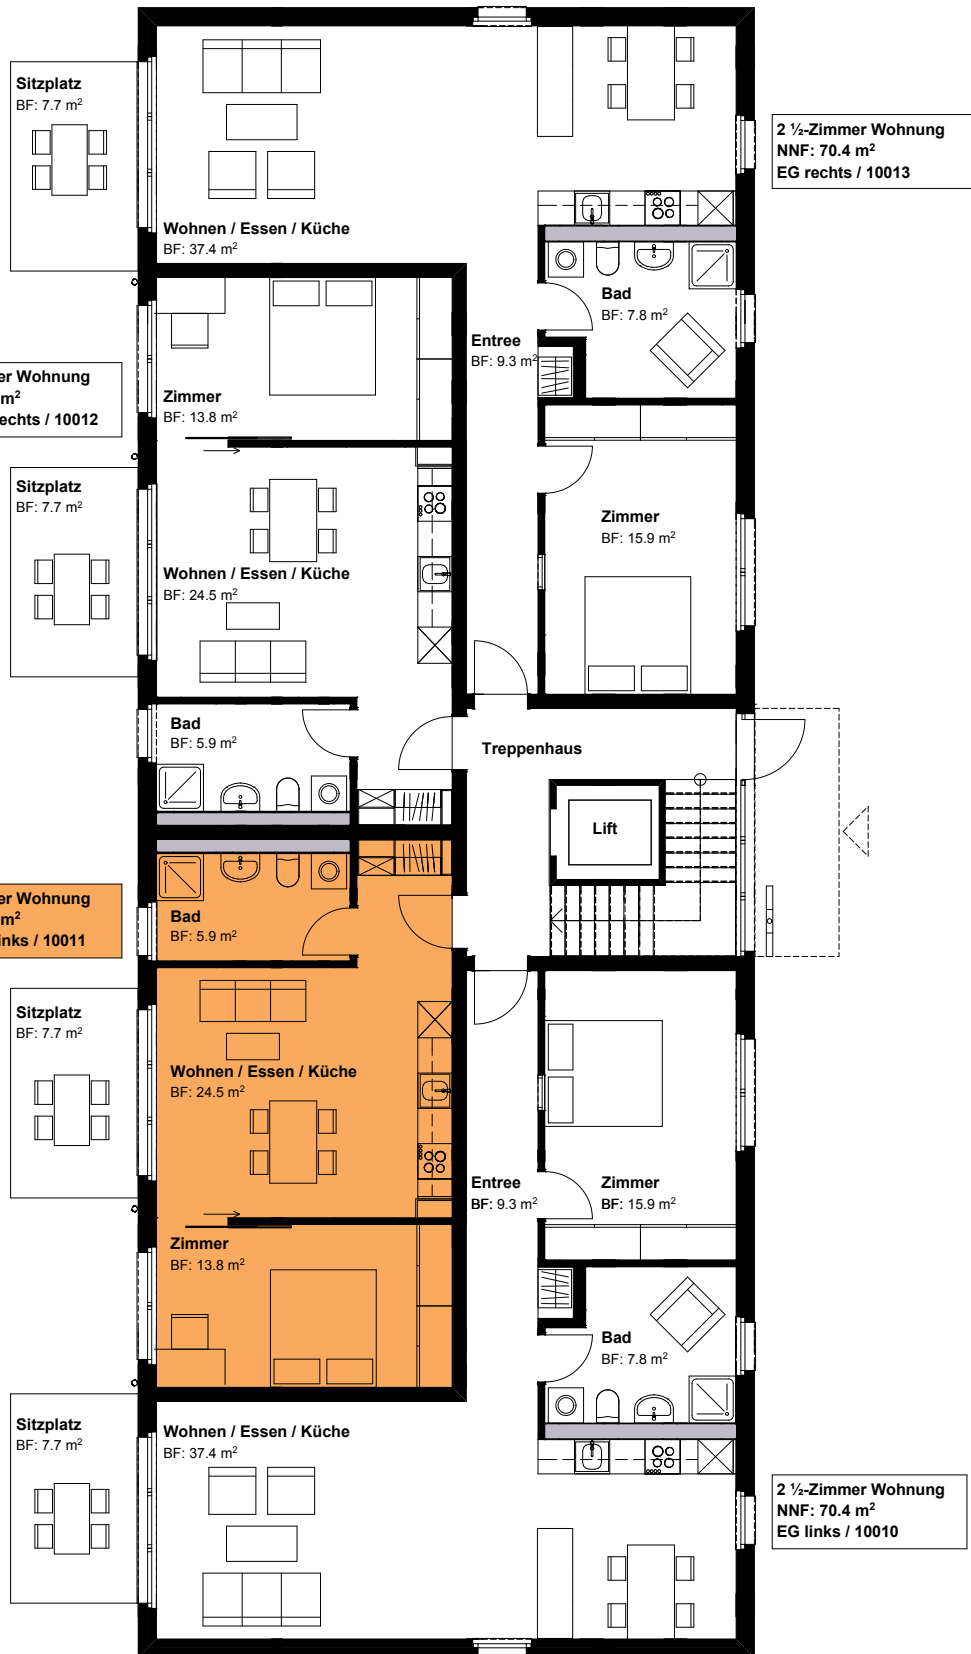 Sitzplatz
BF: 7.7 m²
2 ½-Zimmer Wohnung
NNF: 70.4 m²
EG rechts / 10013
Wohnen / Essen / Küche
BF: 37.4 m²
Bad
BF: 7.8 m²
Entree
BF: 9.3 m²
Wohnung
m²
/ 10012
Zimmer
BF: 13.8 m²
Sitzplatz
BF: 7.7 m²
Zimmer
BF: 15.9 m²
Wohnen / Essen / Küche
BF: 24.5 m²
Bad
BF: 5.9 m²
Treppenhaus
Lift
Wohnung
m²
/ 10011
Bad
BF: 5.9 m²
Sitzplatz
BF: 7.7 m²
Wohnen / Essen / Küche
BF: 24.5 m²
Entree
BF: 9.3 m²
Zimmer
BF: 15.9 m²
Zimmer
BF: 13.8 m²
Bad
BF: 7.8 m²
Sitzplatz
BF: 7.7 m²
Wohnen / Essen / Küche
BF: 37.4 m²
2 ½-Zimmer Wohnung
NNF: 70.4 m²
EG links / 10010